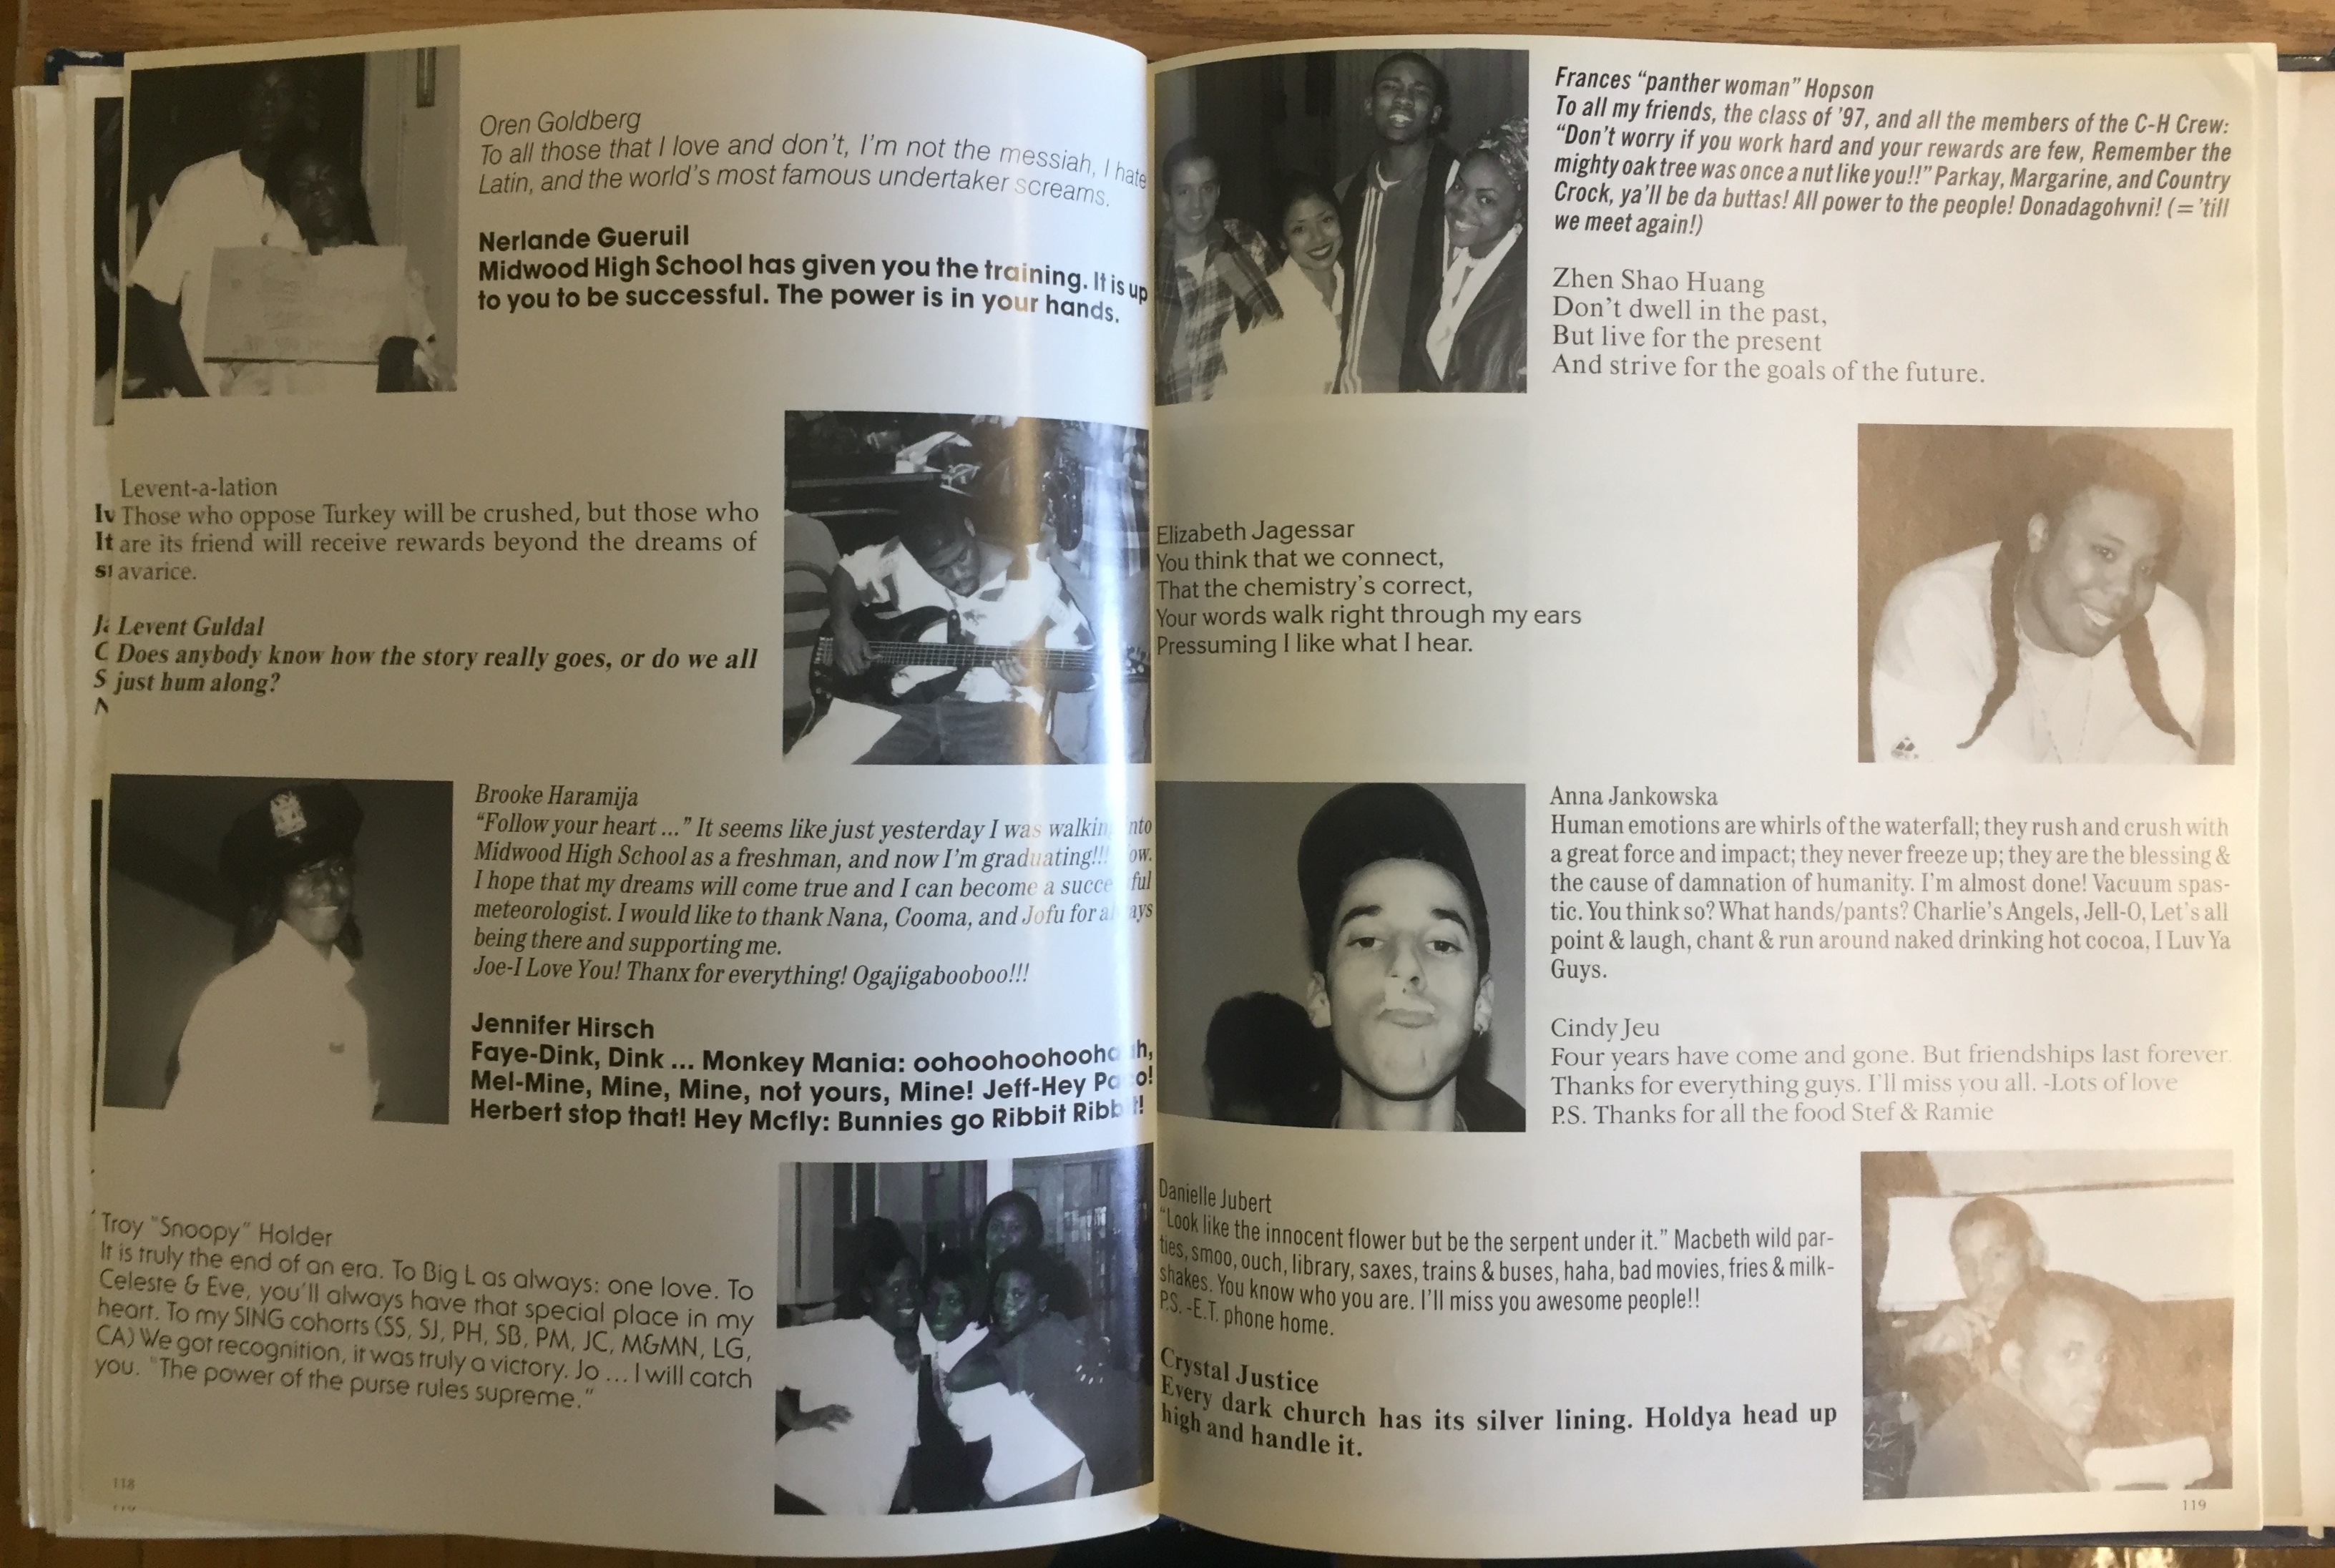 Oren Goldberg
To all those that I love and don't, I'm not the messiah, I hate
Latin, and the world's most famous undertaker screams.
Nerlande Gueruil
Midwood High School has given you the training. It is up
to you to be successful. The power is in your hands.
Levent-a-lation
Those who oppose Turkey will be crushed, but those who
are its friend will receive rewards beyond the dreams of
avarice.
Levent Guldal
Does anybody know how the story really goes, or do we all
just hum along?
Brooke Haramija
"Follow your heart ..." It seems like just yesterday I was walkin nto
Midwood High School as a freshman, and now I'm graduating!!! ow.
I hope that my dreams will come true and I can become a succe ful
meteorologist. I would like to thank Nana, Cooma, and Jofu for al ays
being there and supporting me.
Joe-I Love You! Thanx for everything! Ogajigabooboo!!!
Jennifer Hirsch
Faye-Dink, Dink ... Monkey Mania: oohoohoohooho h,
Mel-Mine, Mine, Mine, not yours, Mine! Jeff-Hey Paco!
Herbert stop that! Hey Mcfly: Bunnies go Ribbit Ribbit!
Troy "Snoopy" Holder
It is truly the end of an era. To Big L as always: one love. To
Celeste & Eve, you'll always have that special place in my
heart. To my SING cohorts (SS, SJ, PH, SB, PM, JC, M&MN, LG,
CA) We got recognition, it was truly a victory. Jo ... I will catch
you. "The power of the purse rules supreme."
118
Frances "panther woman" Hopson
To all my friends, the class of '97, and all the members of the C-H Crew:
"Don't worry if you work hard and your rewards are few, Remember the
mighty oak tree was once a nut like you!!" Parkay, Margarine, and Country
Crock, ya'll be da buttas! All power to the people! Donadagohvni! (= 'till
we meet again!)
Zhen Shao Huang
Don't dwell in the past,
But live for the present
And strive for the goals of the future.
Elizabeth Jagessar
You think that we connect,
That the chemistry's correct,
Your words walk right through my ears
Pressuming I like what I hear.
Anna Jankowska
Human emotions are whirls of the waterfall; they rush and crush with
a great force and impact; they never freeze up; they are the blessing &
the cause of damnation of humanity. I'm almost done! Vacuum spas-
tic. You think so? What hands/pants? Charlie's Angels, Jell-O, Let's all
point & laugh, chant & run around naked drinking hot cocoa, I Luv Ya
Guys.
Cindy Jeu
Four years have come and gone. But friendships last forever.
Thanks for everything guys. I'll miss you all. -Lots of love
P.S. Thanks for all the food Stef & Ramie
Danielle Jubert
"Look like the innocent flower but be the serpent under it." Macbeth wild par-
ties, smoo, ouch, library, saxes, trains & buses, haha, bad movies, fries & milk-
shakes. You know who you are. I'll miss you awesome people!!
P.S. -E.T. phone home.
Crystal Justice
Every dark church has its silver lining. Holdya head up
high and handle it.
119